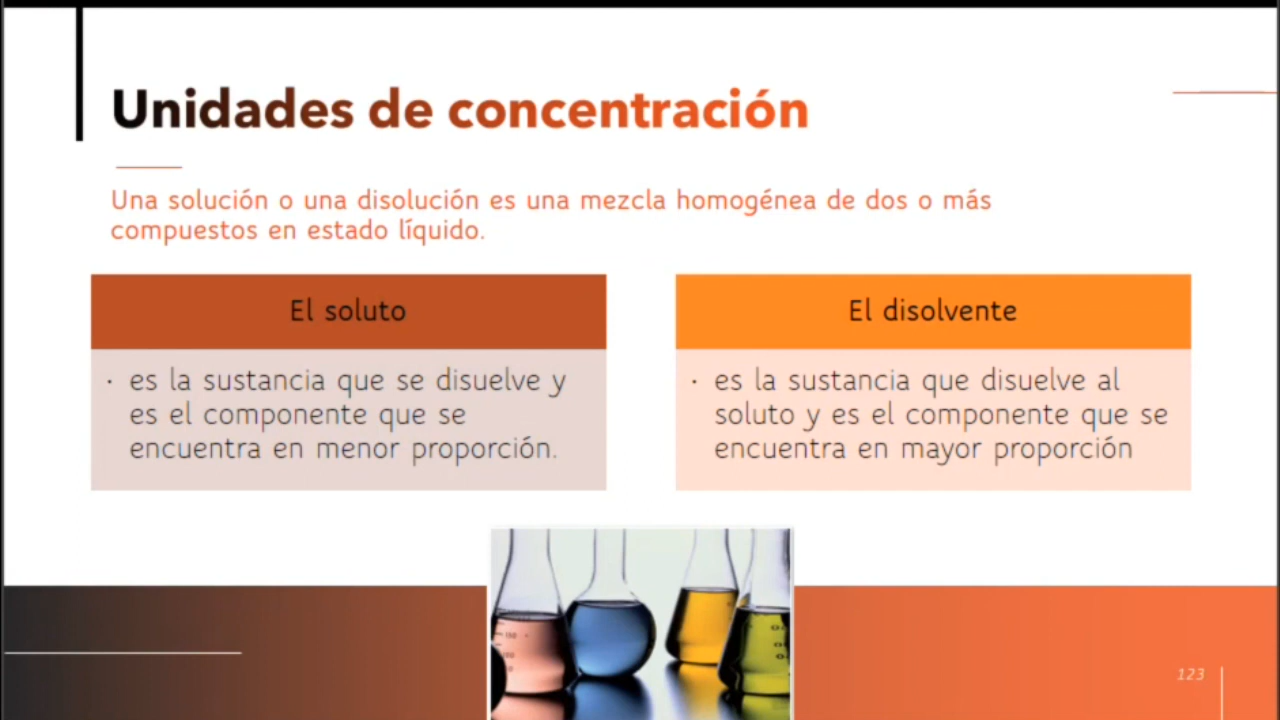 Unidades de concentración
Una solución o una disolución es una mezcla homogénea de dos o más
compuestos en estado líquido.
El soluto
· es la sustancia que se disuelve y
es el componente que se
encuentra en menor proporción.
El disolvente
· es la sustancia que disuelve al
soluto y es el componente que se
encuentra en mayor proporción
123